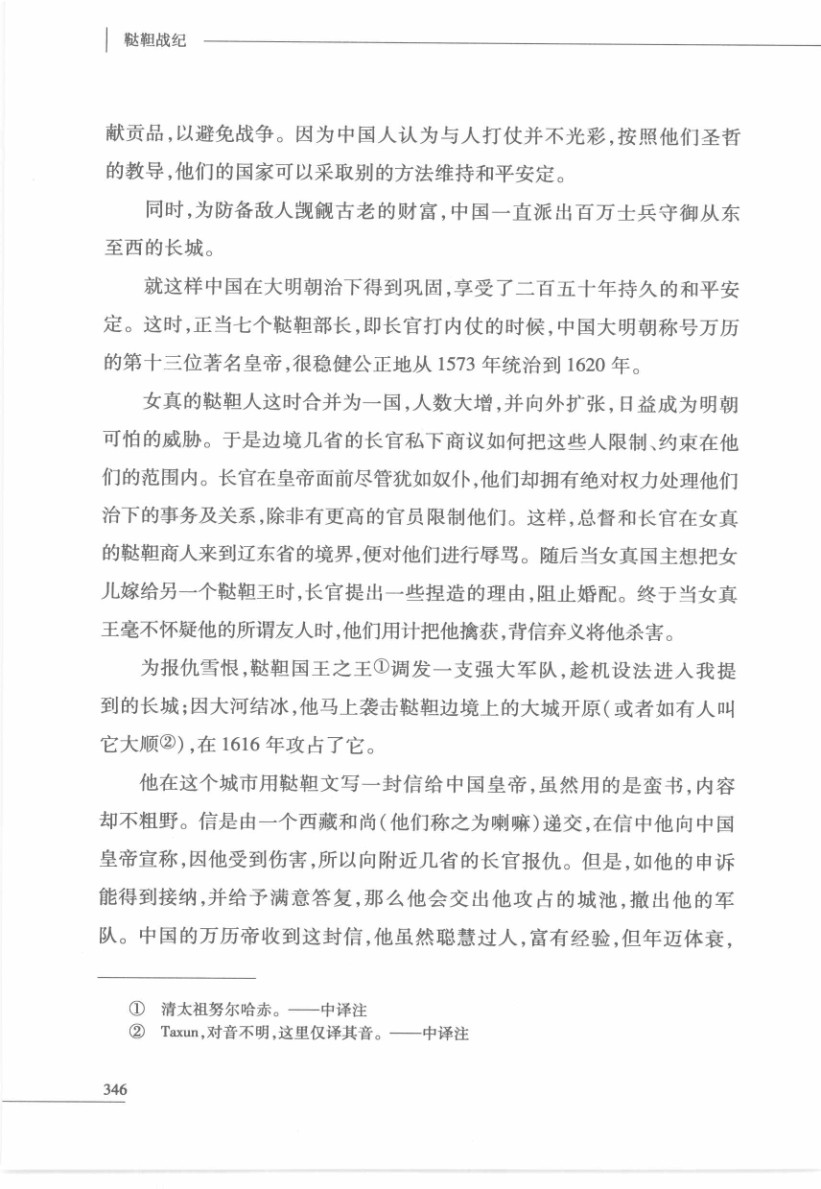 鞑靼战纪
献贡品,以避免战争。因为中国人认为与人打仗并不光彩,按照他们圣哲
的教导,他们的国家可以采取别的方法维持和平安定。
同时,为防备敌人觊觎古老的财富,中国一直派出百万士兵守御从东
至西的长城。
就这样中国在大明朝治下得到巩固,享受了二百五十年持久的和平安
定。这时,正当七个鞑靼部长,即长官打内仗的时候,中国大明朝称号万历
的第十三位著名皇帝,很稳健公正地从 1573 年统治到 1620 年。
女真的鞑靼人这时合并为一国,人数大增,并向外扩张,日益成为明朝
可怕的威胁。于是边境几省的长官私下商议如何把这些人限制、约束在他
们的范围内。长官在皇帝面前尽管犹如奴仆,他们却拥有绝对权力处理他们
治下的事务及关系,除非有更高的官员限制他们。这样,总督和长官在女真
的鞑靼商人来到辽东省的境界,便对他们进行辱骂。随后当女真国主想把女
儿嫁给另一个鞑靼王时,长官提出一些捏造的理由,阻止婚配。终于当女真
王毫不怀疑他的所谓友人时,他们用计把他擒获,背信弃义将他杀害。
为报仇雪恨,鞑靼国王之王①调发一支强大军队,趁机设法进入我提
到的长城;因大河结冰,他马上袭击鞑靼边境上的大城开原(或者如有人叫
它大顺②),在 1616 年攻占了它。
他在这个城市用鞑靼文写一封信给中国皇帝,虽然用的是蛮书,内容
却不粗野。信是由一个西藏和尚(他们称之为喇嘛)递交,在信中他向中国
皇帝宣称,因他受到伤害,所以向附近几省的长官报仇。但是,如他的申诉
能得到接纳,并给予满意答复,那么他会交出他攻占的城池,撤出他的军
队。中国的万历帝收到这封信,他虽然聪慧过人,富有经验,但年迈体衰,
① 清太祖努尔哈赤。——中译注
② Taxun,对音不明,这里仅译其音。——中译注
346